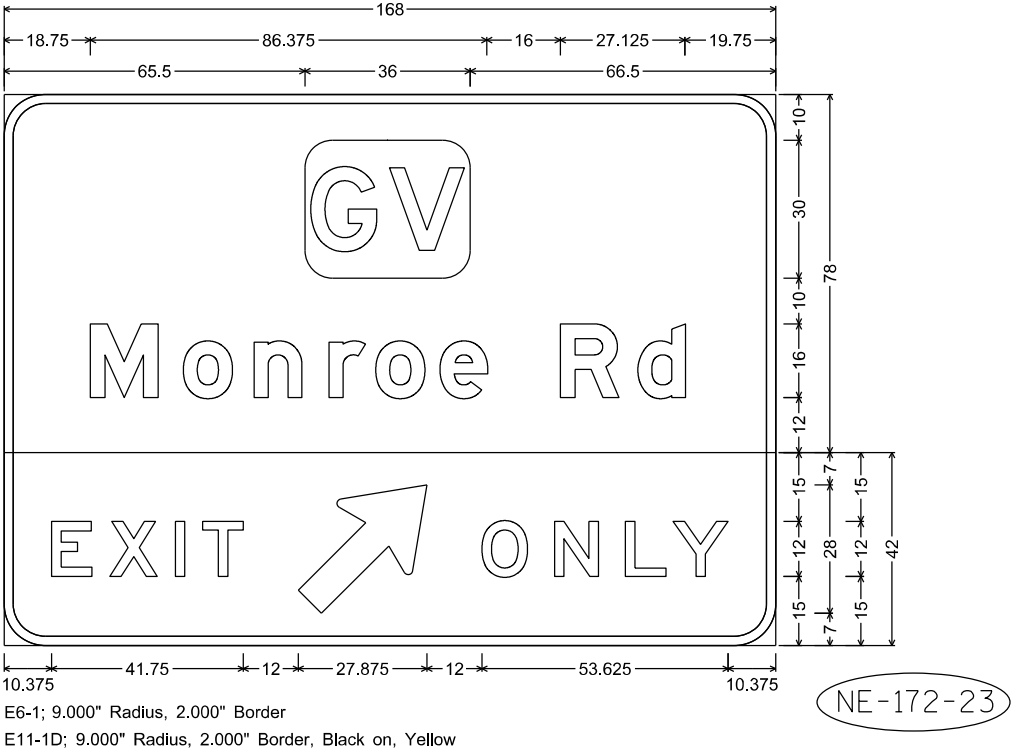 168
18.75 86.375 16 27.125 19.75
65.5 36 66.5
GV
Monroe Rd
EXIT ONLY
10
30
10
16
12
78
15
12
15
7
28
7
15
12
15
42
10.375 41.75 12 27.875 12 53.625 10.375
E6-1; 9.000" Radius, 2.000" Border
E11-1D; 9.000" Radius, 2.000" Border, Black on, Yellow
NE-172-23